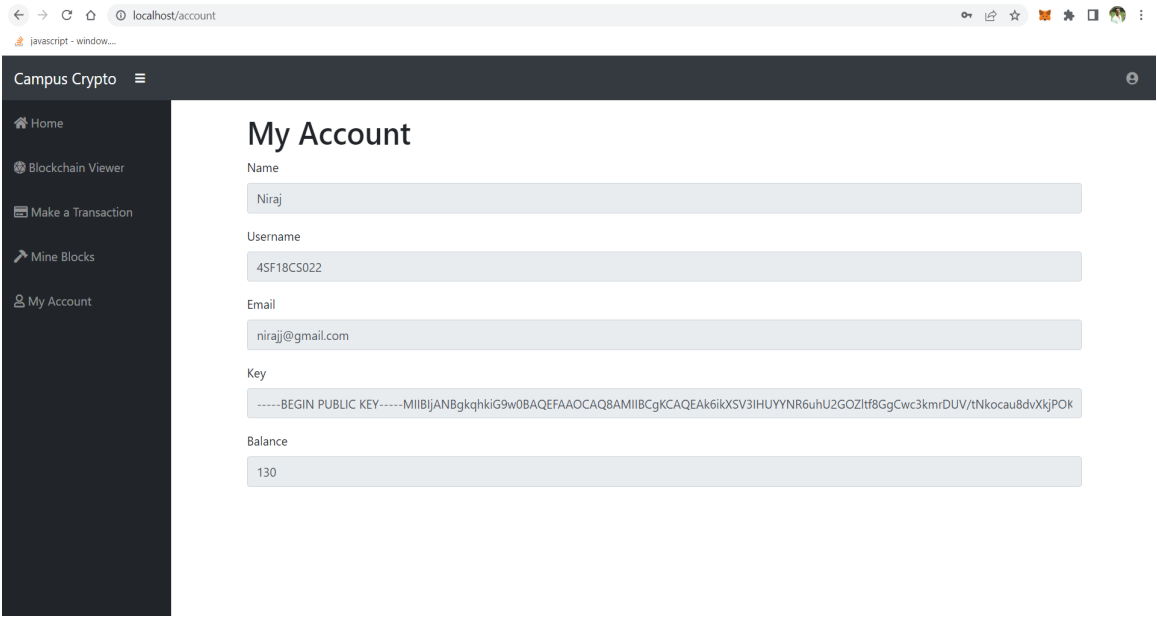 localhost/account
javascript - window....
Campus Crypto
Home
Blockchain Viewer
Make a Transaction
Mine Blocks
My Account
My Account
Name
Niraj
Username
4SF18CS022
Email
nirajj@gmail.com
Key
-----BEGIN PUBLIC KEY-----MIIBIjANBgkqhkiG9w0BAQEFAAOCAQ8AMIIBCgKCAQEAk6ikXSV3IHUYYNR6uhU2GOZltf8GgCwc3kmrDUV/tNkocau8dvXkjPOK
Balance
130